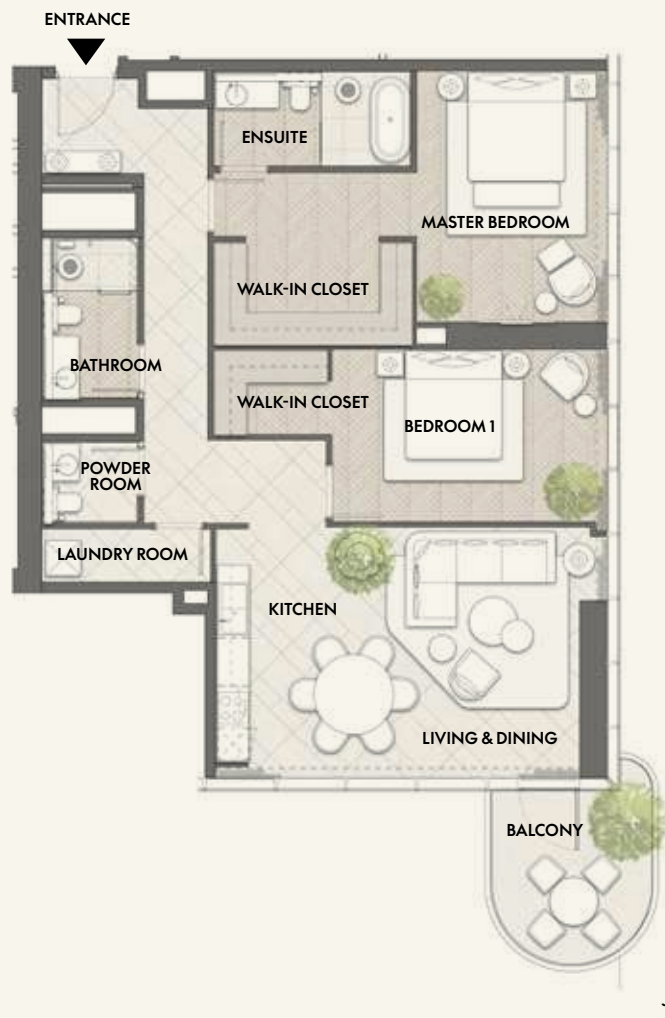 ENTRANCE
ENSUITE
MASTER BEDROOM
WALK-IN CLOSET
BATHROOM
WALK-IN CLOSET
BEDROOM 1
POWDER
ROOM
LAUNDRY ROOM
KITCHEN
LIVING & DINING
BALCONY